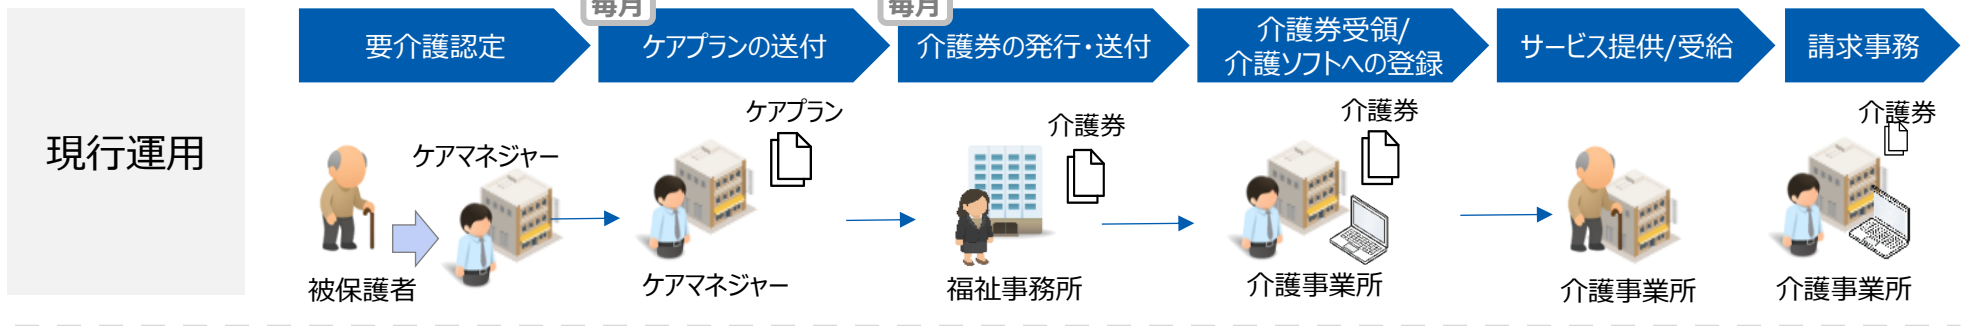 現行運用
毎月
毎月
要介護認定
ケアプランの送付
介護券の発行・送付
介護券受領/
介護ソフトへの登録
サービス提供/受給
請求事務
ケアマネジャー
被保護者
ケアプラン
ケアマネジャー
介護券
福祉事務所
介護券
介護事業所
介護事業所
介護券
介護事業所